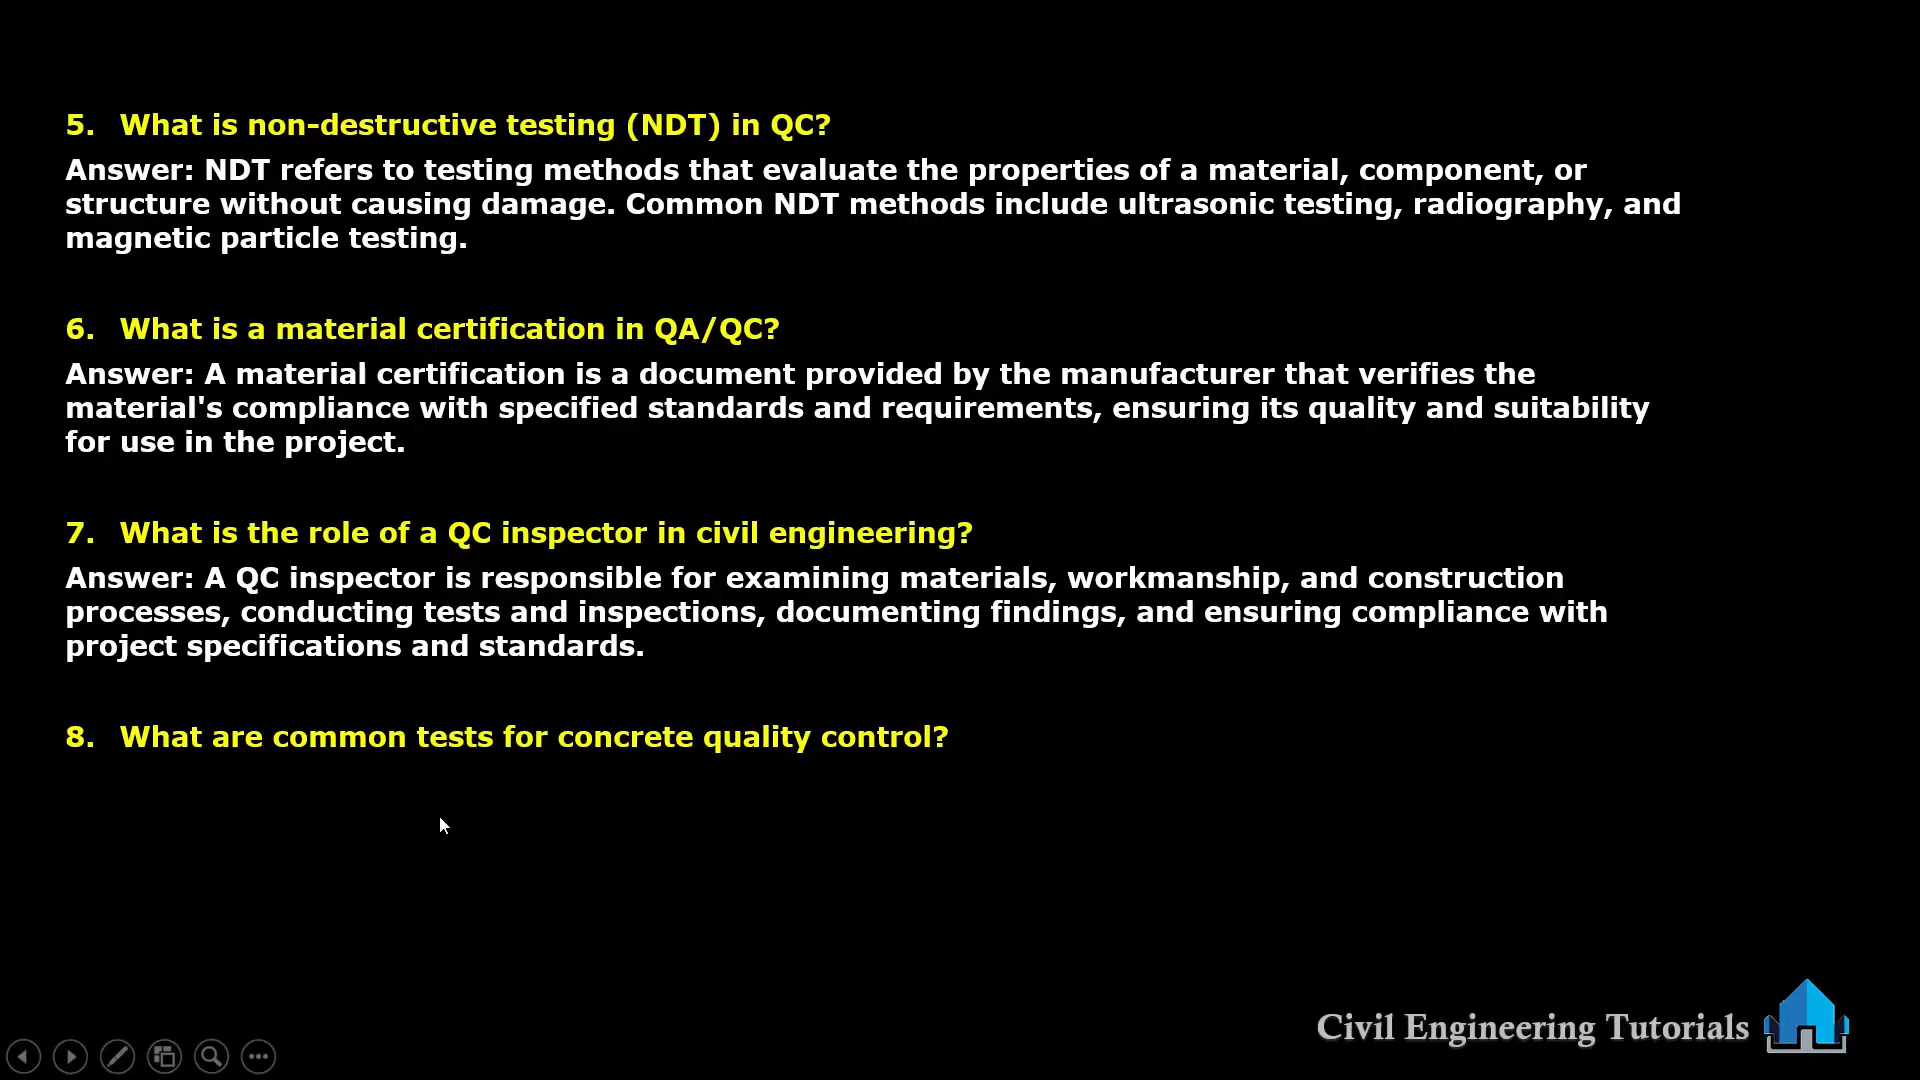 5. What is non-destructive testing (NDT) in QC?
Answer: NDT refers to testing methods that evaluate the properties of a material, component, or
structure without causing damage. Common NDT methods include ultrasonic testing, radiography, and
magnetic particle testing.
6. What is a material certification in QA/QC?
Answer: A material certification is a document provided by the manufacturer that verifies the
material's compliance with specified standards and requirements, ensuring its quality and suitability
for use in the project.
7. What is the role of a QC inspector in civil engineering?
Answer: A QC inspector is responsible for examining materials, workmanship, and construction
processes, conducting tests and inspections, documenting findings, and ensuring compliance with
project specifications and standards.
8. What are common tests for concrete quality control?
Civil Engineering Tutorials